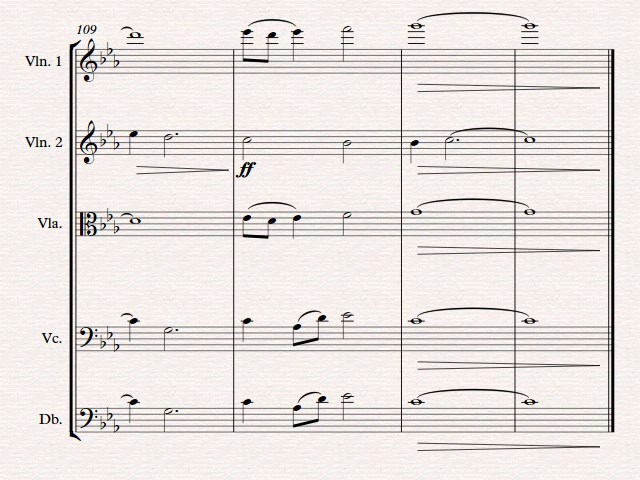 109
Vln. 1
Vln. 2
ff
Vla.
Vc.
Db.